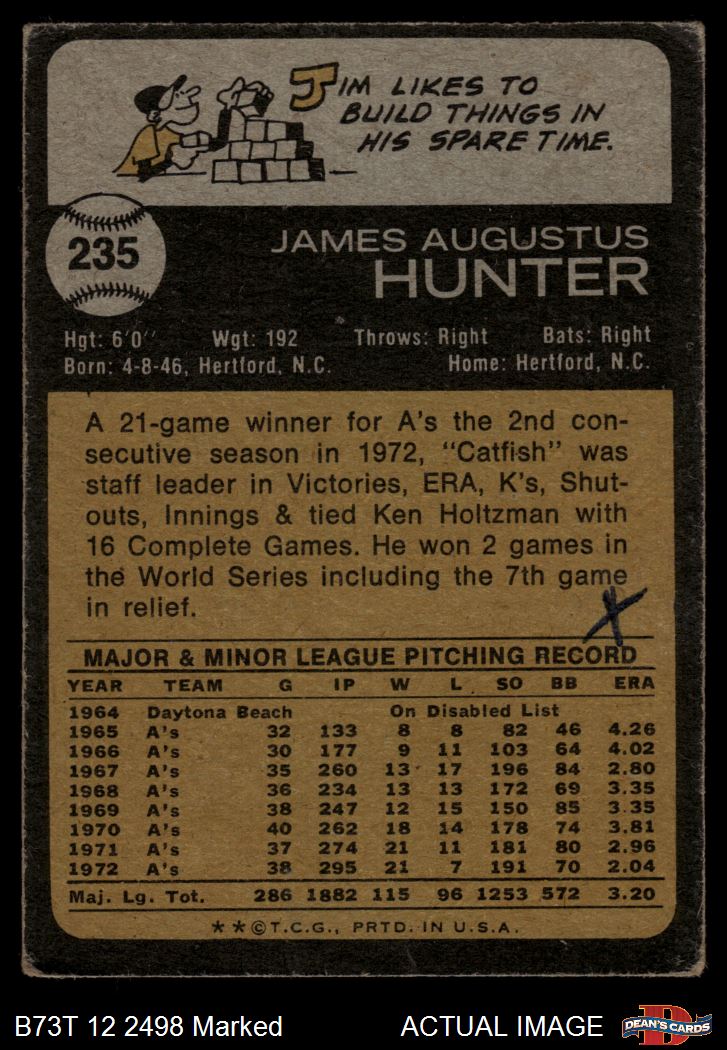 JIM LIKES TO
BUILD THINGS IN
HIS SPARE TIME.
235
JAMES AUGUSTUS
HUNTER
Hgt: 6'0'' Wgt: 192 Throws: Right Bats: Right
Born: 4-8-46, Hertford, N.C. Home: Hertford, N.C.
A 21-game winner for A's the 2nd con-
secutive season in 1972, "Catfish" was
staff leader in Victories, ERA, K's, Shut-
outs, Innings & tied Ken Holtzman with
16 Complete Games. He won 2 games in
the World Series including the 7th game
in relief.
X
MAJOR & MINOR LEAGUE PITCHING RECORD
YEAR TEAM G IP W L SO BB ERA
1964 Daytona Beach On Disabled List
1965 A's 32 133 8 8 82 46 4.26
1966 A's 30 177 9 11 103 64 4.02
1967 A's 35 260 13 17 196 84 2.80
1968 A's 36 234 13 13 172 69 3.35
1969 A's 38 247 12 15 150 85 3.35
1970 A's 40 262 18 14 178 74 3.81
1971 A's 37 274 21 11 181 80 2.96
1972 A's 38 295 21 7 191 70 2.04
Maj. Lg. Tot. 286 1882 115 96 1253 572 3.20
**©T.C.G., PRTD. IN U.S.A.
B73T 12 2498 Marked ACTUAL IMAGE
D
DEAN'S CARDS